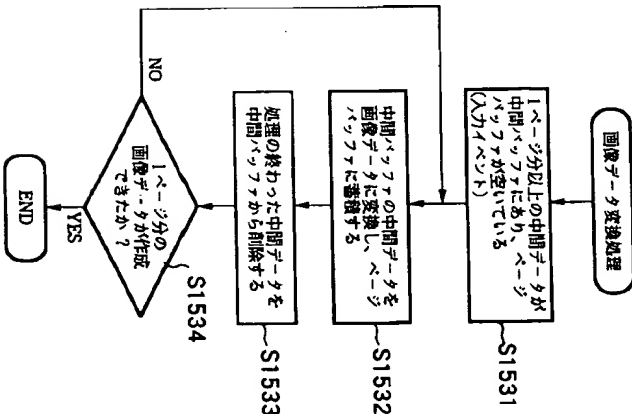 画像データ変換処理
1ページ分以上の中間データが
中間バッファにあり、ページ
バッファが空いている
(入力イベント)
S1531
中間バッファの中間データを
画像データに変換し、ページ
バッファに蓄積する
S1532
処理の終わった中間データを
中間バッファから削除する
S1533
1ページ分の
画像データが作成
できたか?
S1534
NO
YES
END